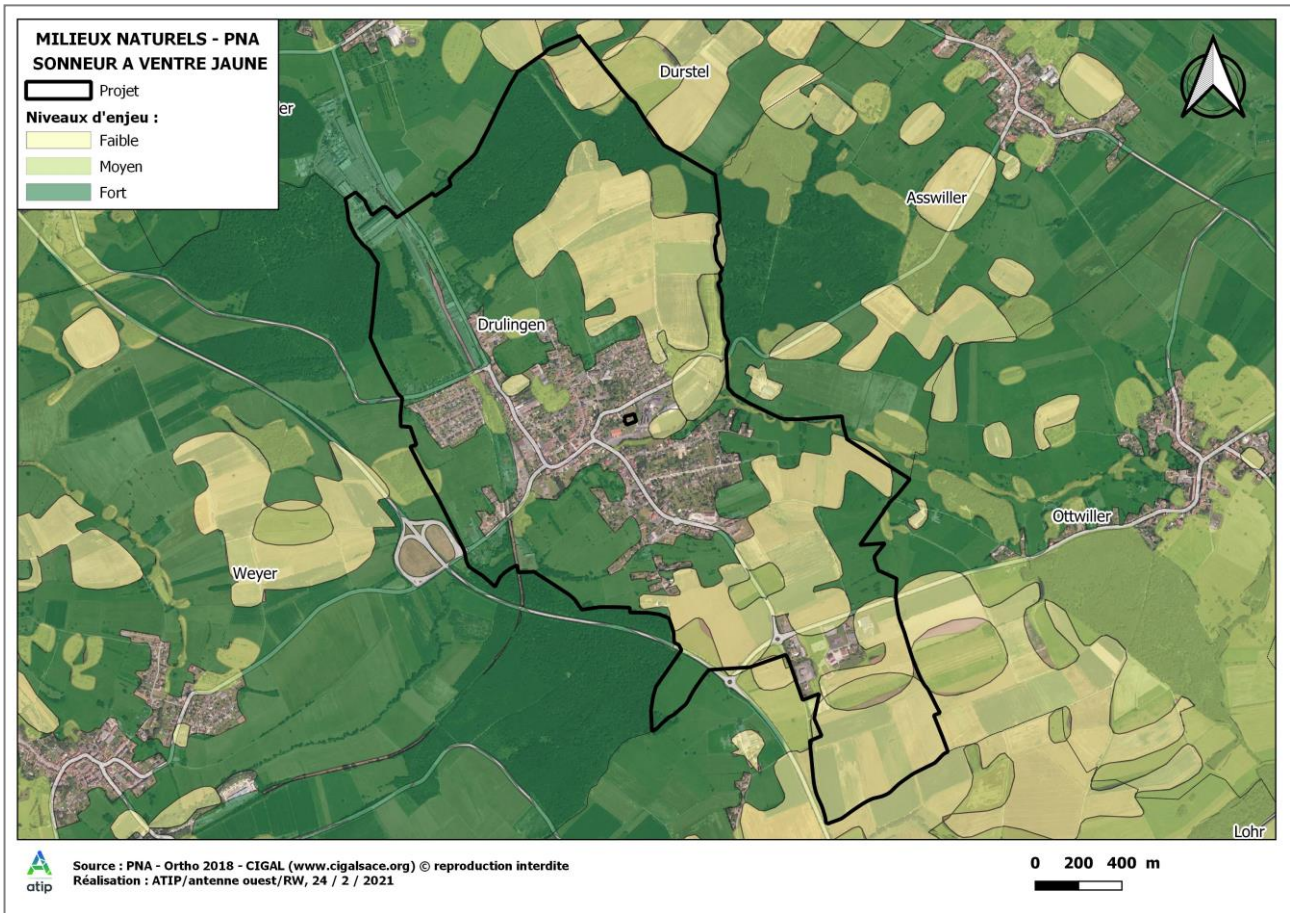 MILIEUX NATURELS - PNA
SONNEUR A VENTRE JAUNE
Projet
Niveaux d'enjeu :
Faible
Moyen
Fort
er
Durstel
Asswiller
Drulingen
Ottwiller
Weyer
Lohr
atip
Source : PNA - Ortho 2018 - CIGAL (www.cigalsace.org) © reproduction interdite
Réalisation : ATIP/antenne ouest/RW, 24 / 2 / 2021
0 200 400 m